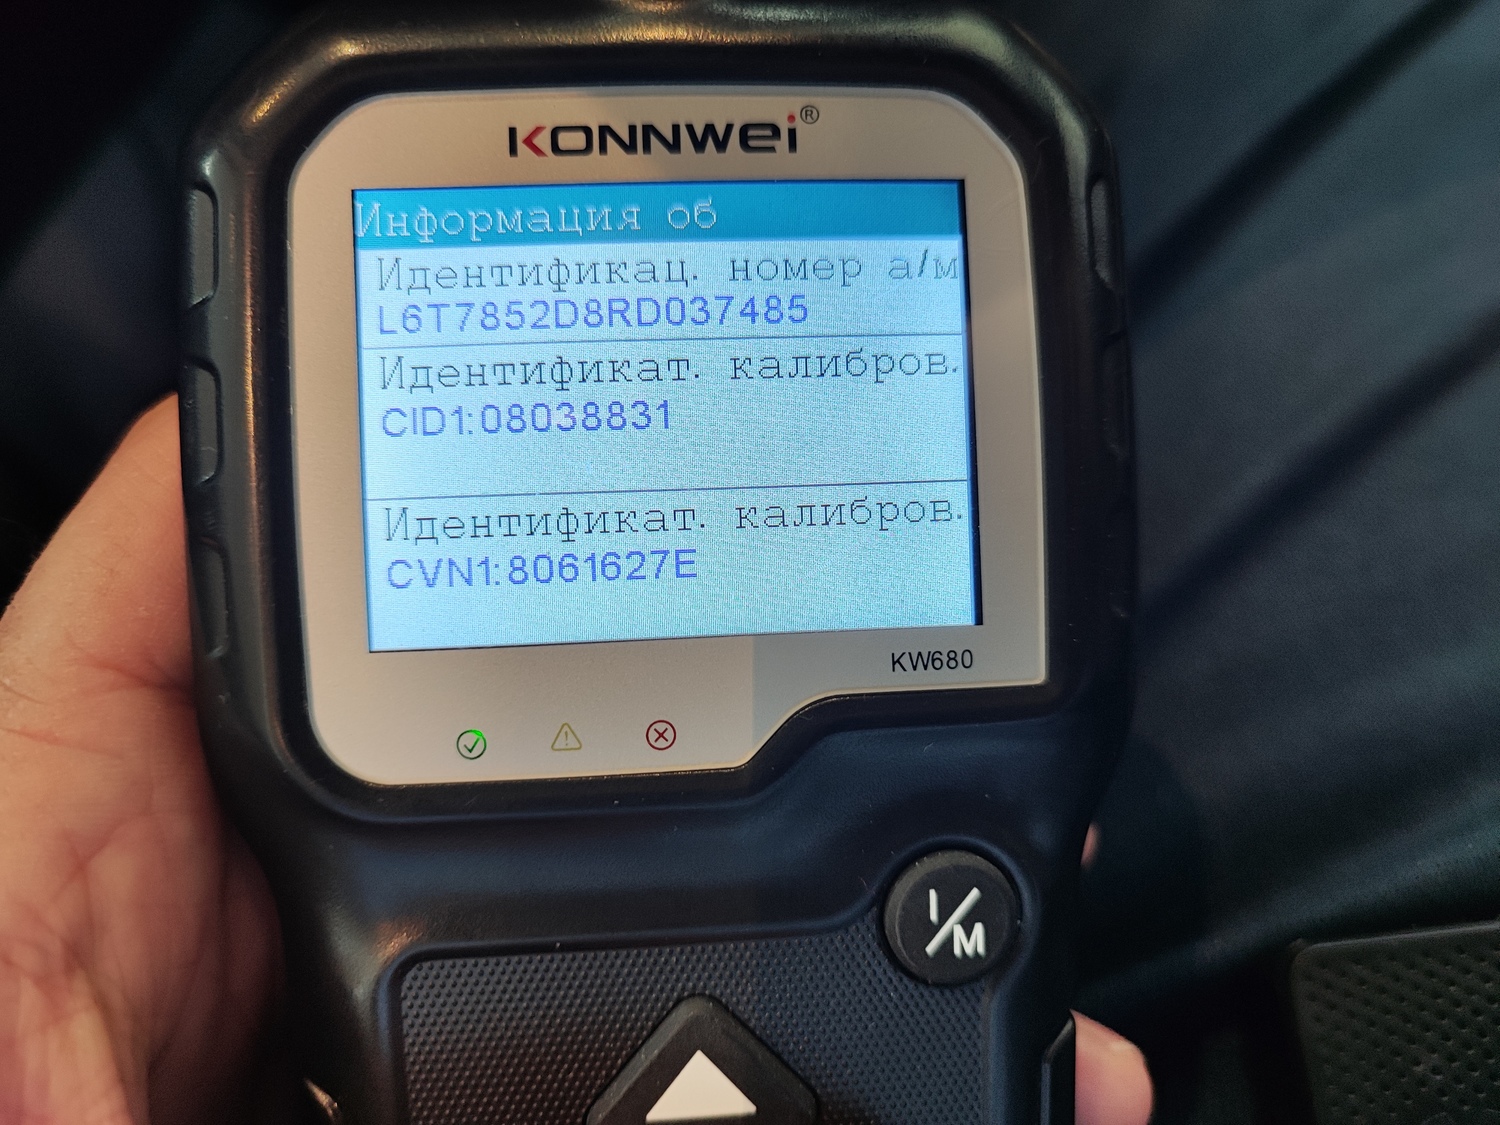 KONNWEI®
Информация об
Идентификац. номер а/м
L6T7852D8RD037485
Идентификат. калибров.
CID1:08038831
Идентификат. калибров.
CVN1:8061627E
KW680
I/M